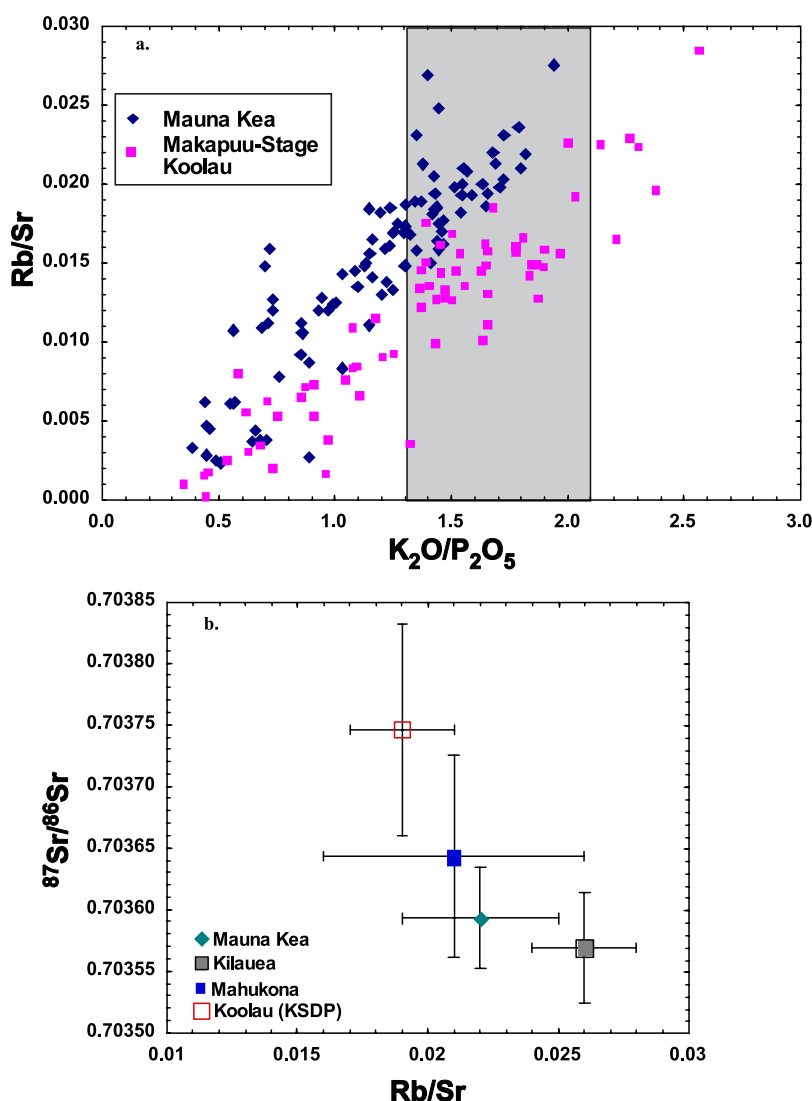 a.
0.030
0.025
0.020
0.015
0.010
0.005
0.000
Rb/Sr
Mauna Kea
Makapuu-Stage
Koolau
0.0 0.5 1.0 1.5 2.0 2.5 3.0
K₂O/P₂O₅
b.
0.70385
0.70380
0.70375
0.70370
0.70365
0.70360
0.70355
0.70350
⁸⁷Sr/⁸⁶Sr
Mauna Kea
Kilauea
Mahukona
Koolau (KSDP)
0.01 0.015 0.02 0.025 0.03
Rb/Sr